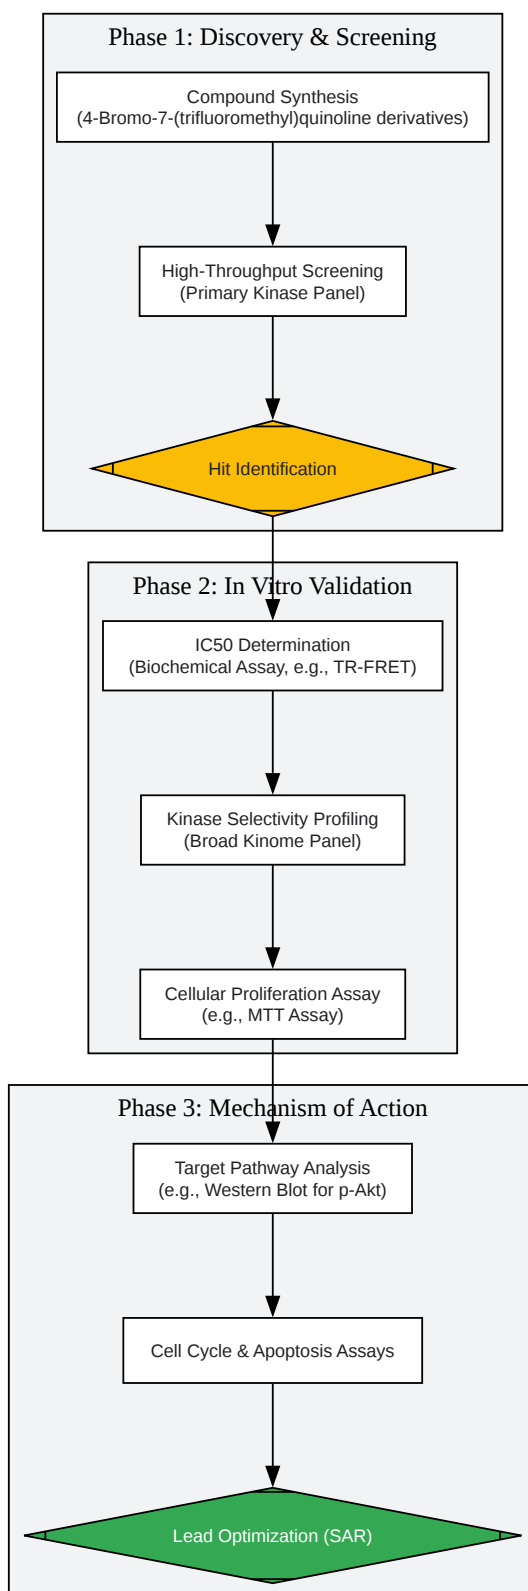 Phase 1: Discovery & Screening
Compound Synthesis
(4-Bromo-7-(trifluoromethyl)quinoline derivatives)
High-Throughput Screening
(Primary Kinase Panel)
Hit Identification
Phase 2: In Vitro Validation
IC50 Determination
(Biochemical Assay, e.g., TR-FRET)
Kinase Selectivity Profiling
(Broad Kinome Panel)
Cellular Proliferation Assay
(e.g., MTT Assay)
Phase 3: Mechanism of Action
Target Pathway Analysis
(e.g., Western Blot for p-Akt)
Cell Cycle & Apoptosis Assays
Lead Optimization (SAR)